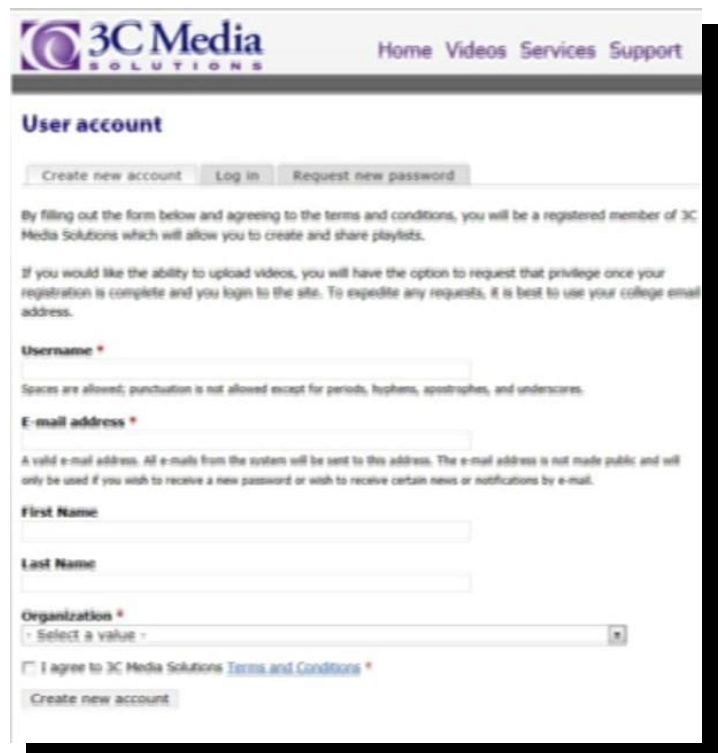 3C Media
SOLUTIONS
Home Videos Services Support
User account
Create new account Log in Request new password
By filling out the form below and agreeing to the terms and conditions, you will be a registered member of 3C
Media Solutions which will allow you to create and share playlists.
If you would like the ability to upload videos, you will have the option to request that privilege once your
registration is complete and you login to the site. To expedite any requests, it is best to use your college email
address.
Username *
Spaces are allowed; punctuation is not allowed except for periods, hyphens, apostrophes, and underscores.
E-mail address *
A valid e-mail address. All e-mails from the system will be sent to this address. The e-mail address is not made public and will
only be used if you wish to receive a new password or wish to receive certain news or notifications by e-mail.
First Name
Last Name
Organization *
- Select a value -
I agree to 3C Media Solutions Terms and Conditions *
Create new account